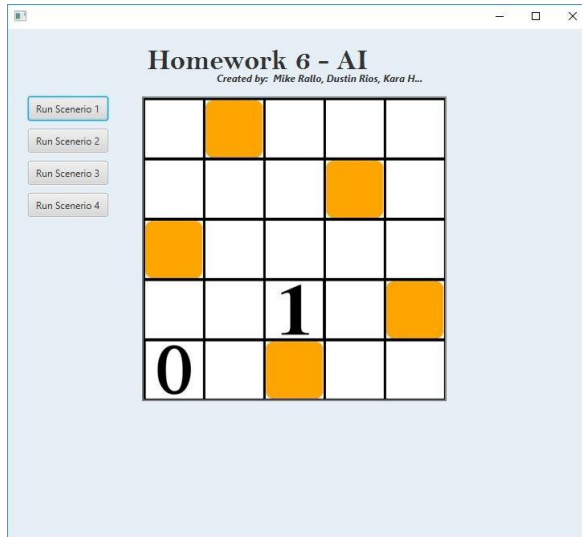 Homework 6 - AI
Created by: Mike Rallo, Dustin Rios, Kara H...
Run Scenerio 1
Run Scenerio 2
Run Scenerio 3
Run Scenerio 4
1
0